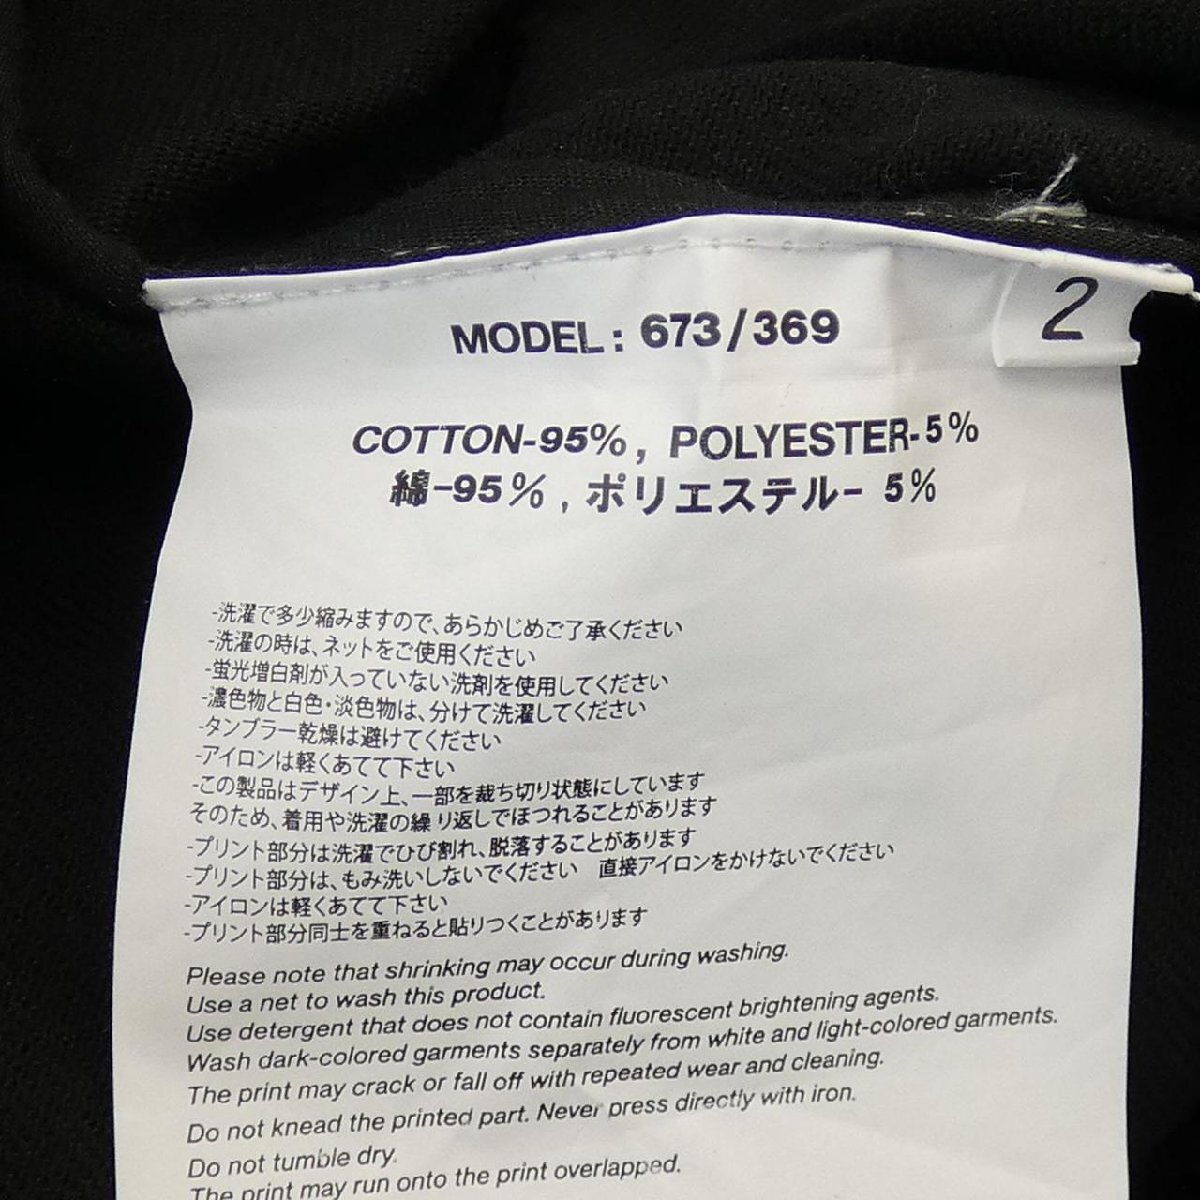 MODEL: 673/369
2
COTTON-95%, POLYESTER-5%
綿-95%, ポリエステル- 5%
-洗濯で多少縮みますので、あらかじめご了承ください
-洗濯の時は、ネットをご使用ください
-蛍光増白剤が入っていない洗剤を使用してください
-濃色物と白色・淡色物は、分けて洗濯してください
-タンブラー乾燥は避けてください
-アイロンは軽くあてて下さい
-この製品はデザイン上、一部を裁ち切り状態にしています
そのため、着用や洗濯の繰り返しでほつれることがあります
-プリント部分は洗濯でひび割れ、脱落することがあります
-プリント部分は、もみ洗いしないでください 直接アイロンをかけないでください
-アイロンは軽くあてて下さい
-プリント部分同士を重ねると貼りつくことがあります
Please note that shrinking may occur during washing.
Use a net to wash this product.
Use detergent that does not contain fluorescent brightening agents.
Wash dark-colored garments separately from white and light-colored garments.
The print may crack or fall off with repeated wear and cleaning.
Do not knead the printed part. Never press directly with iron.
Do not tumble dry.
The print may run onto the print overlapped.